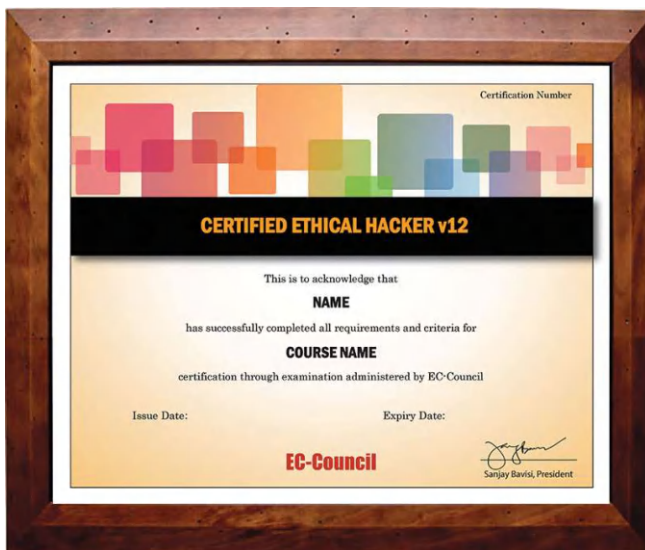 Certification Number
CERTIFIED ETHICAL HACKER v12
This is to acknowledge that
NAME
has successfully completed all requirements and criteria for
COURSE NAME
certification through examination administered by EC-Council
Issue Date:
Expiry Date:
EC-Council
Sanjay Bavisi, President